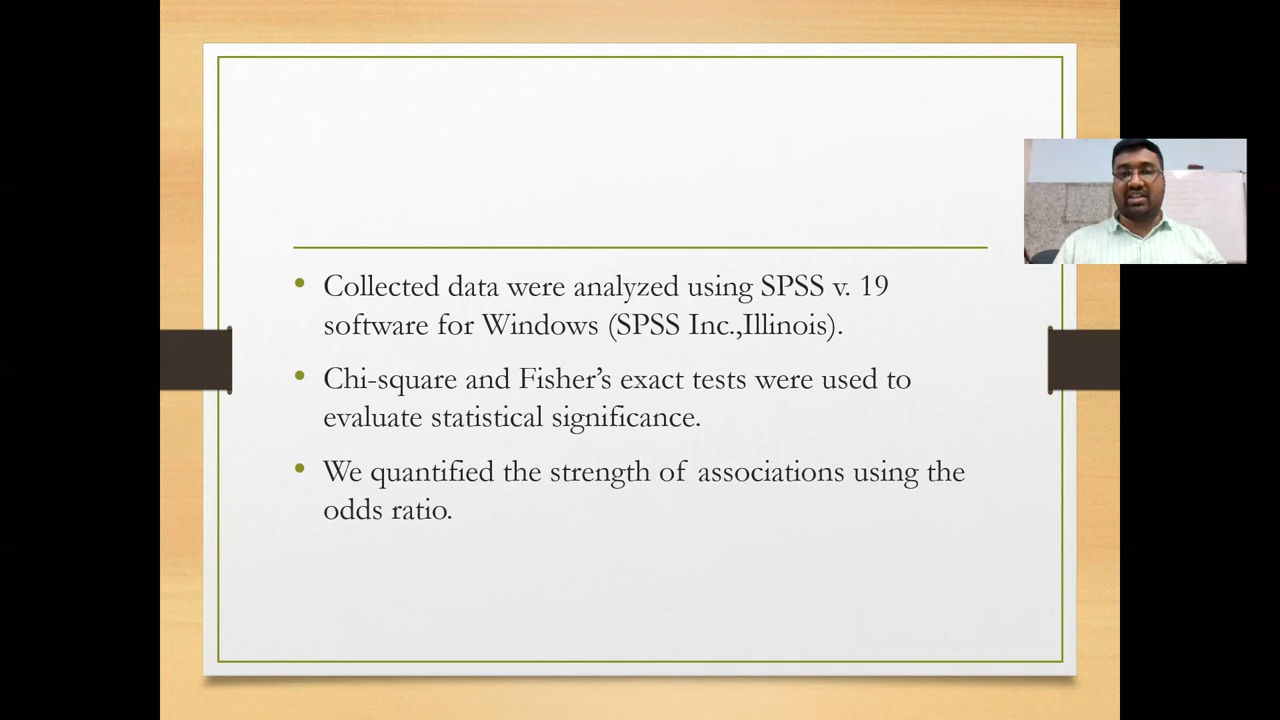 Collected data were analyzed using SPSS v. 19
software for Windows (SPSS Inc.,Illinois).
Chi-square and Fisher’s exact tests were used to
evaluate statistical significance.
We quantified the strength of associations using the
odds ratio.